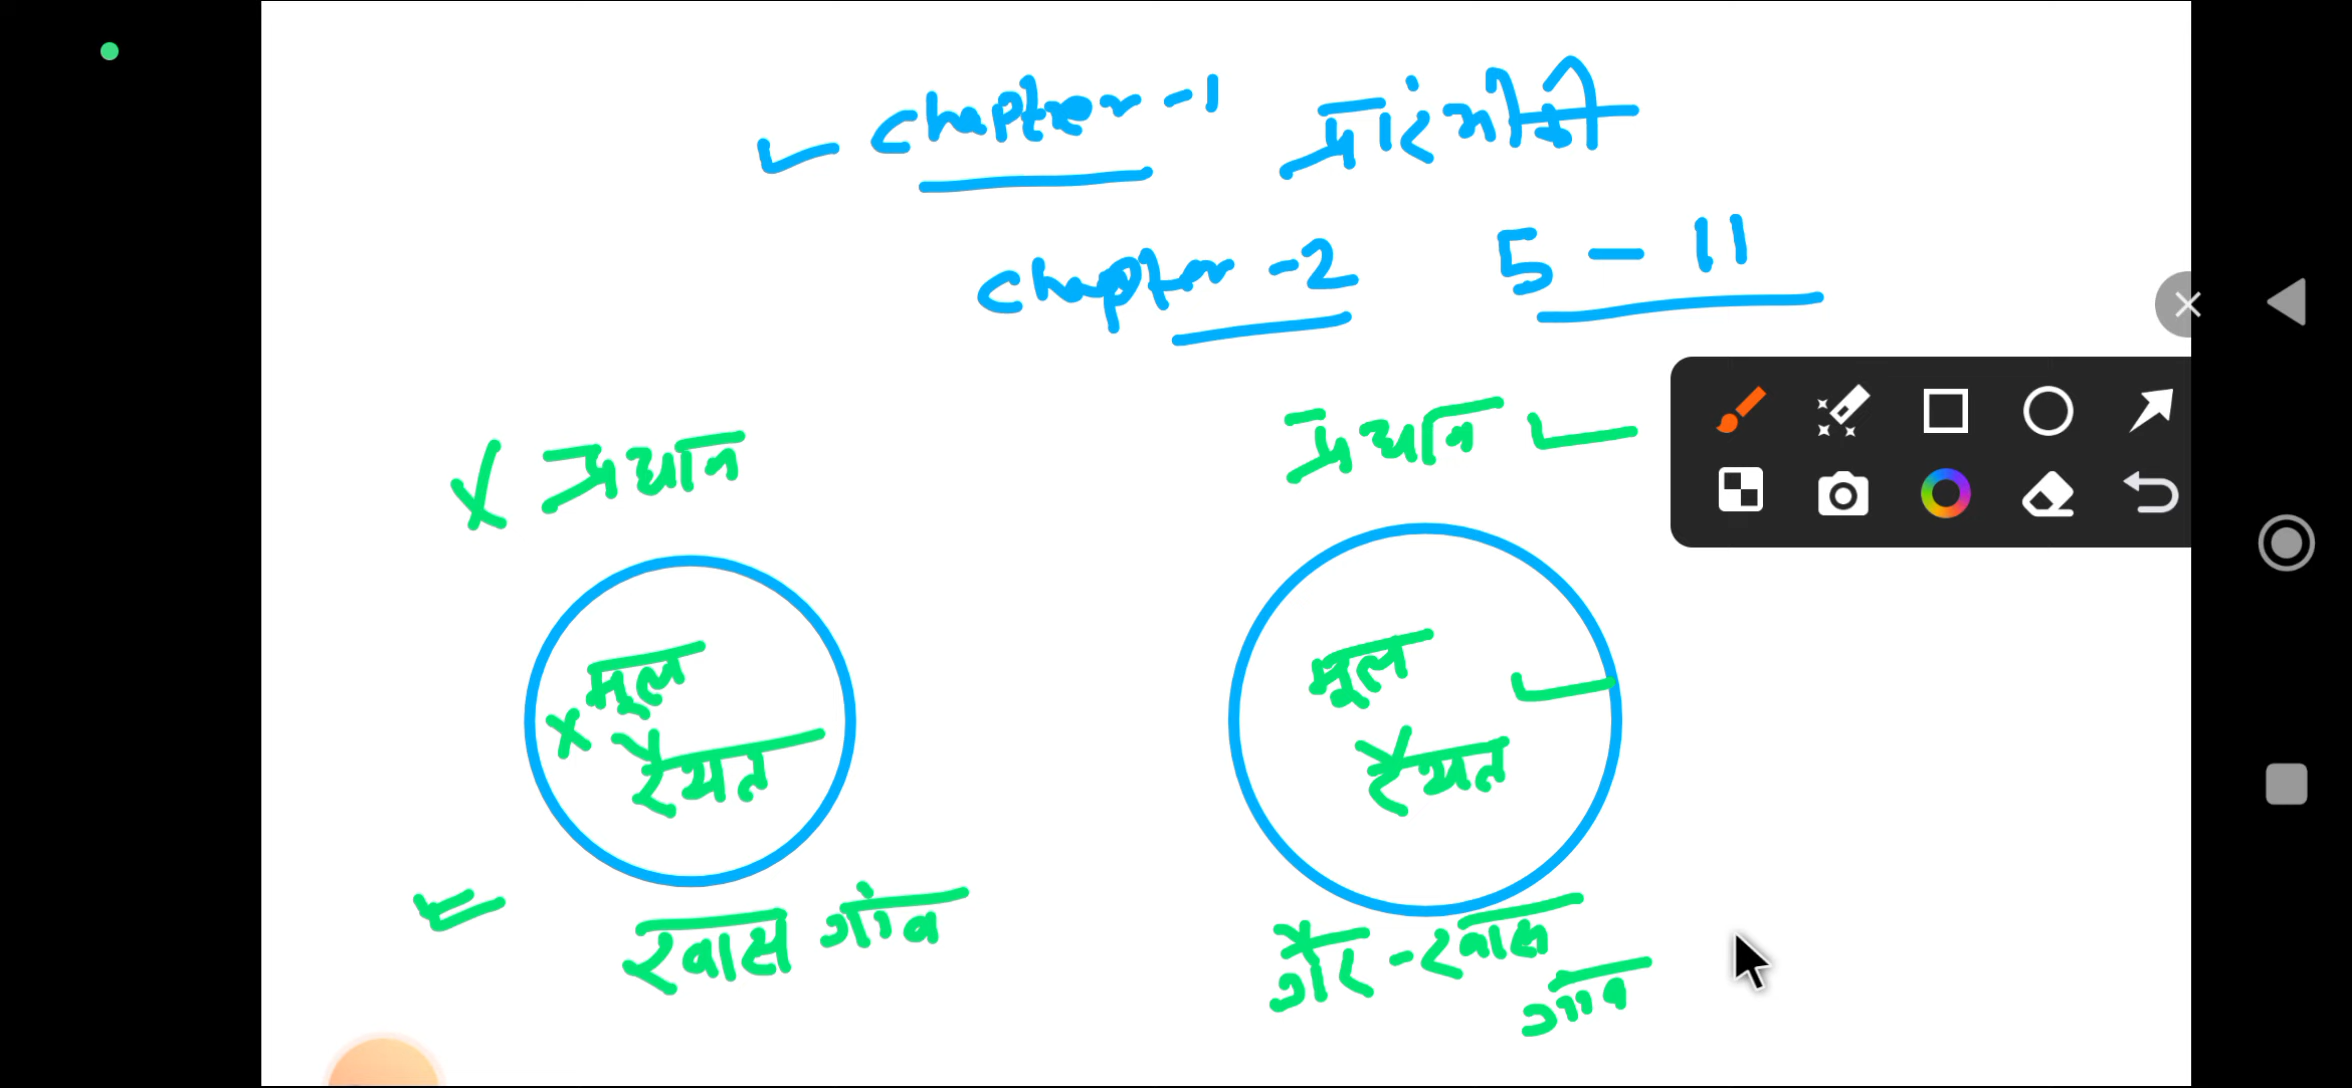 chapter -1 प्रारंभिकी
chapter -2 5 - 11
X प्रधान
प्रधान
मूल
X रैयत
मूल
रैयत
खास गांव
गैर - खास
गाव